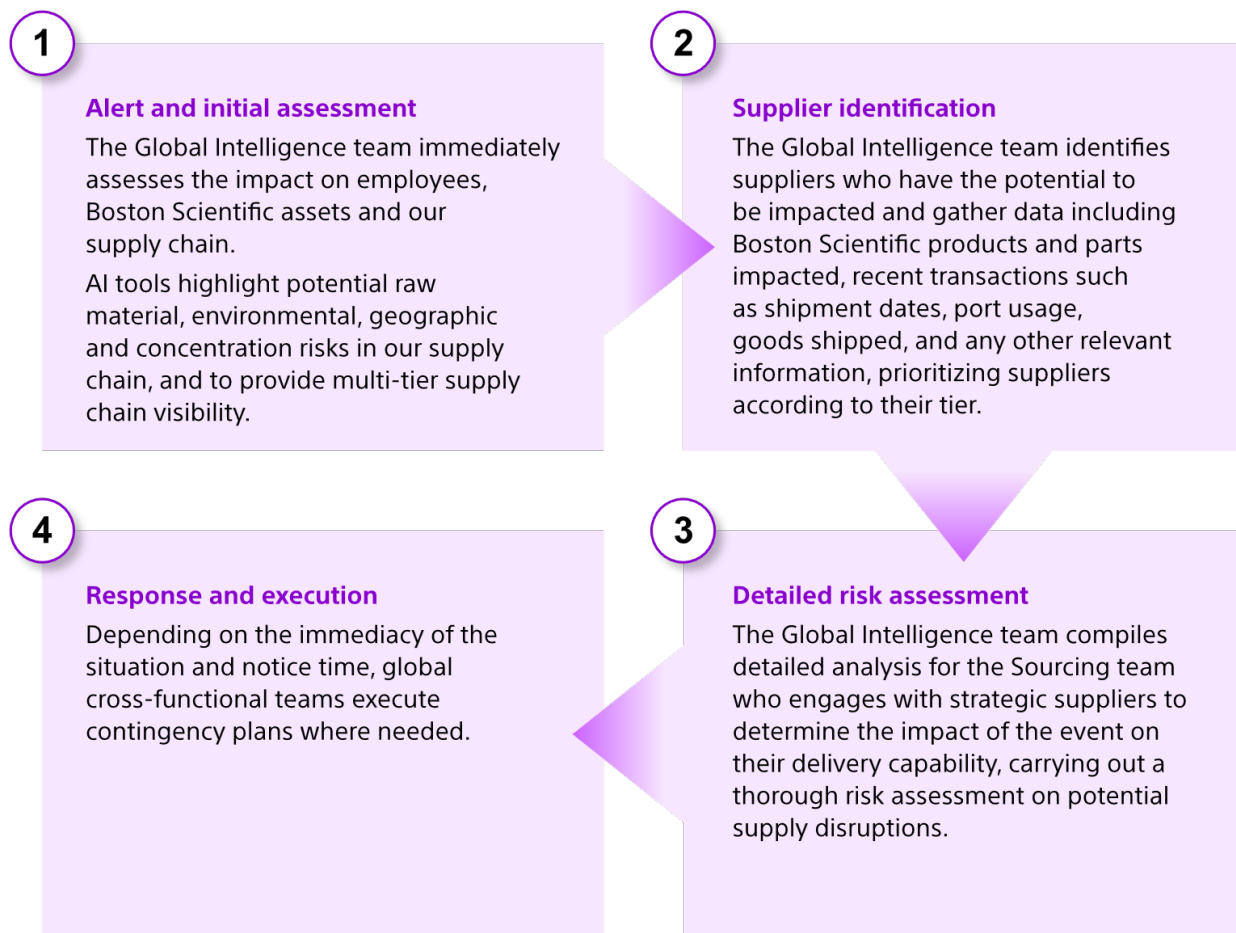 1
Alert and initial assessment
The Global Intelligence team immediately
assesses the impact on employees,
Boston Scientific assets and our
supply chain.
AI tools highlight potential raw
material, environmental, geographic
and concentration risks in our supply
chain, and to provide multi-tier supply
chain visibility.
2
Supplier identification
The Global Intelligence team identifies
suppliers who have the potential to
be impacted and gather data including
Boston Scientific products and parts
impacted, recent transactions such
as shipment dates, port usage,
goods shipped, and any other relevant
information, prioritizing suppliers
according to their tier.
3
Detailed risk assessment
The Global Intelligence team compiles
detailed analysis for the Sourcing team
who engages with strategic suppliers to
determine the impact of the event on
their delivery capability, carrying out a
thorough risk assessment on potential
supply disruptions.
4
Response and execution
Depending on the immediacy of the
situation and notice time, global
cross-functional teams execute
contingency plans where needed.